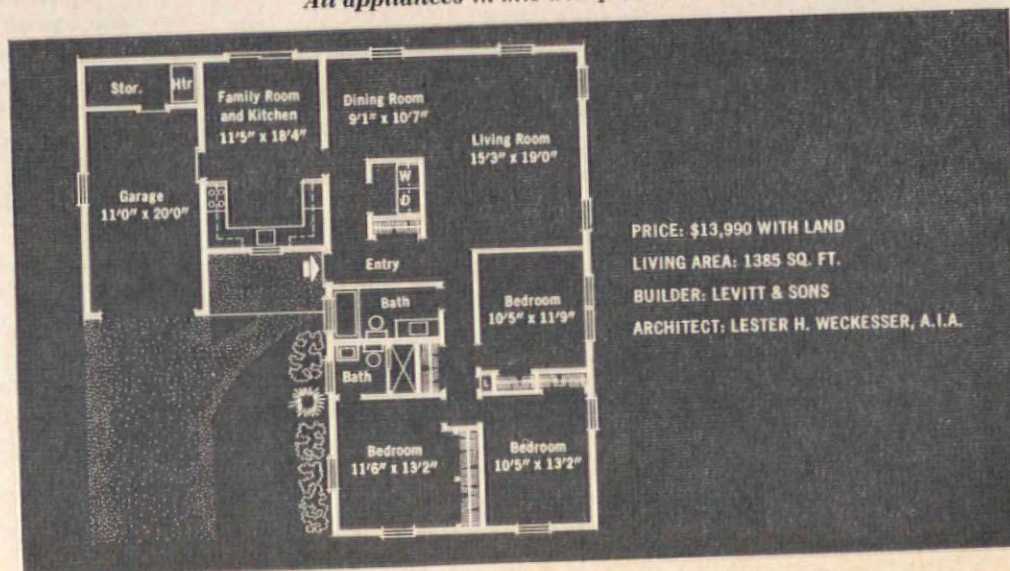 All appliances in this
Stor.
Htr
Family Room
and Kitchen
11'5" x 18'4"
Dining Room
9'1" x 10'7"
Living Room
15'3" x 19'0"
Garage
11'0" x 20'0"
W
D
Entry
Bath
Bedroom
10'5" x 11'9"
Bath
L
Bedroom
11'6" x 13'2"
Bedroom
10'5" x 13'2"
PRICE: $13,990 WITH LAND
LIVING AREA: 1385 SQ. FT.
BUILDER: LEVITT & SONS
ARCHITECT: LESTER H. WECKESSER, A.I.A.